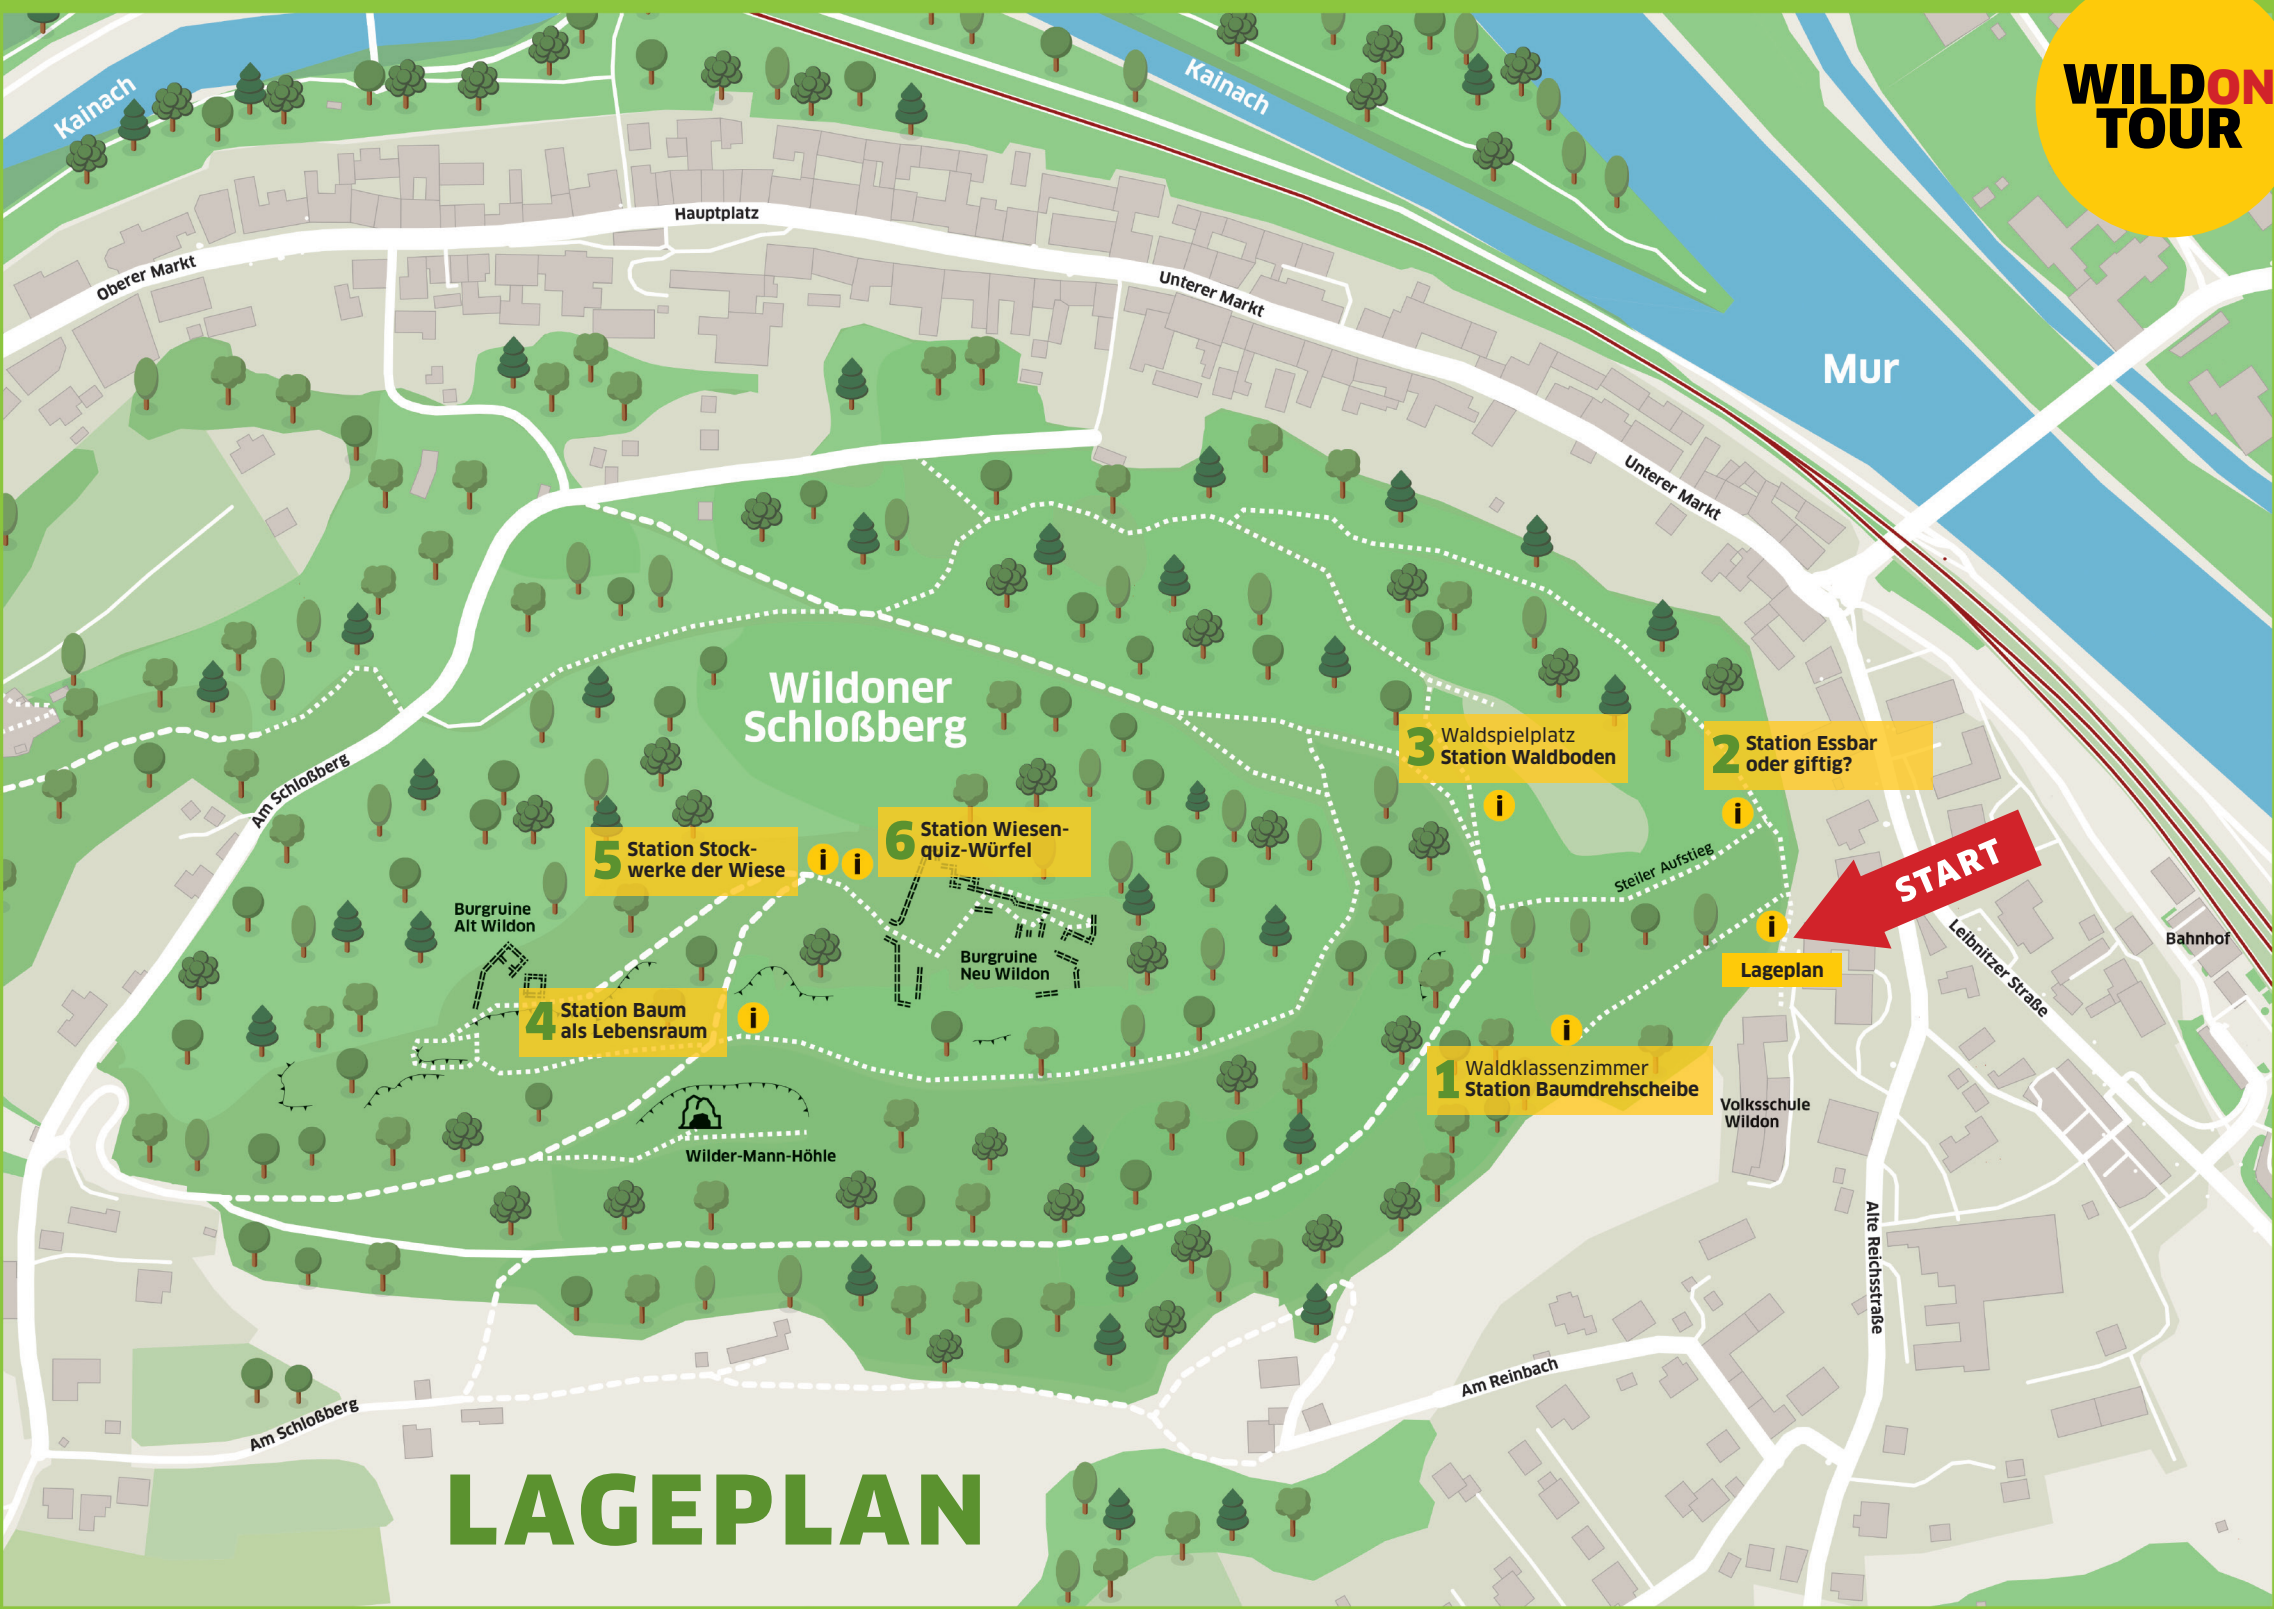 Kainach
Kainach
WILDON
TOUR
Hauptplatz
Oberer Markt
Unterer Markt
Mur
Unterer Markt
Wildoner
Schloßberg
3 Waldspielplatz
Station Waldboden
2 Station Essbar
oder giftig?
i
i
Am Schloßberg
5 Station Stock-
werke der Wiese
i
i
6 Station Wiesen-
quiz-Würfel
Steiler Aufstieg
START
Burgruine
Alt Wildon
i
Lageplan
Leibnitzer Straße
Bahnhof
Burgruine
Neu Wildon
4 Station Baum
als Lebensraum
i
i
1 Waldklassenzimmer
Station Baumdrehscheibe
Volksschule
Wildon
Wilder-Mann-Höhle
Alte Reichsstraße
Am Reinbach
Am Schloßberg
LAGEPLAN